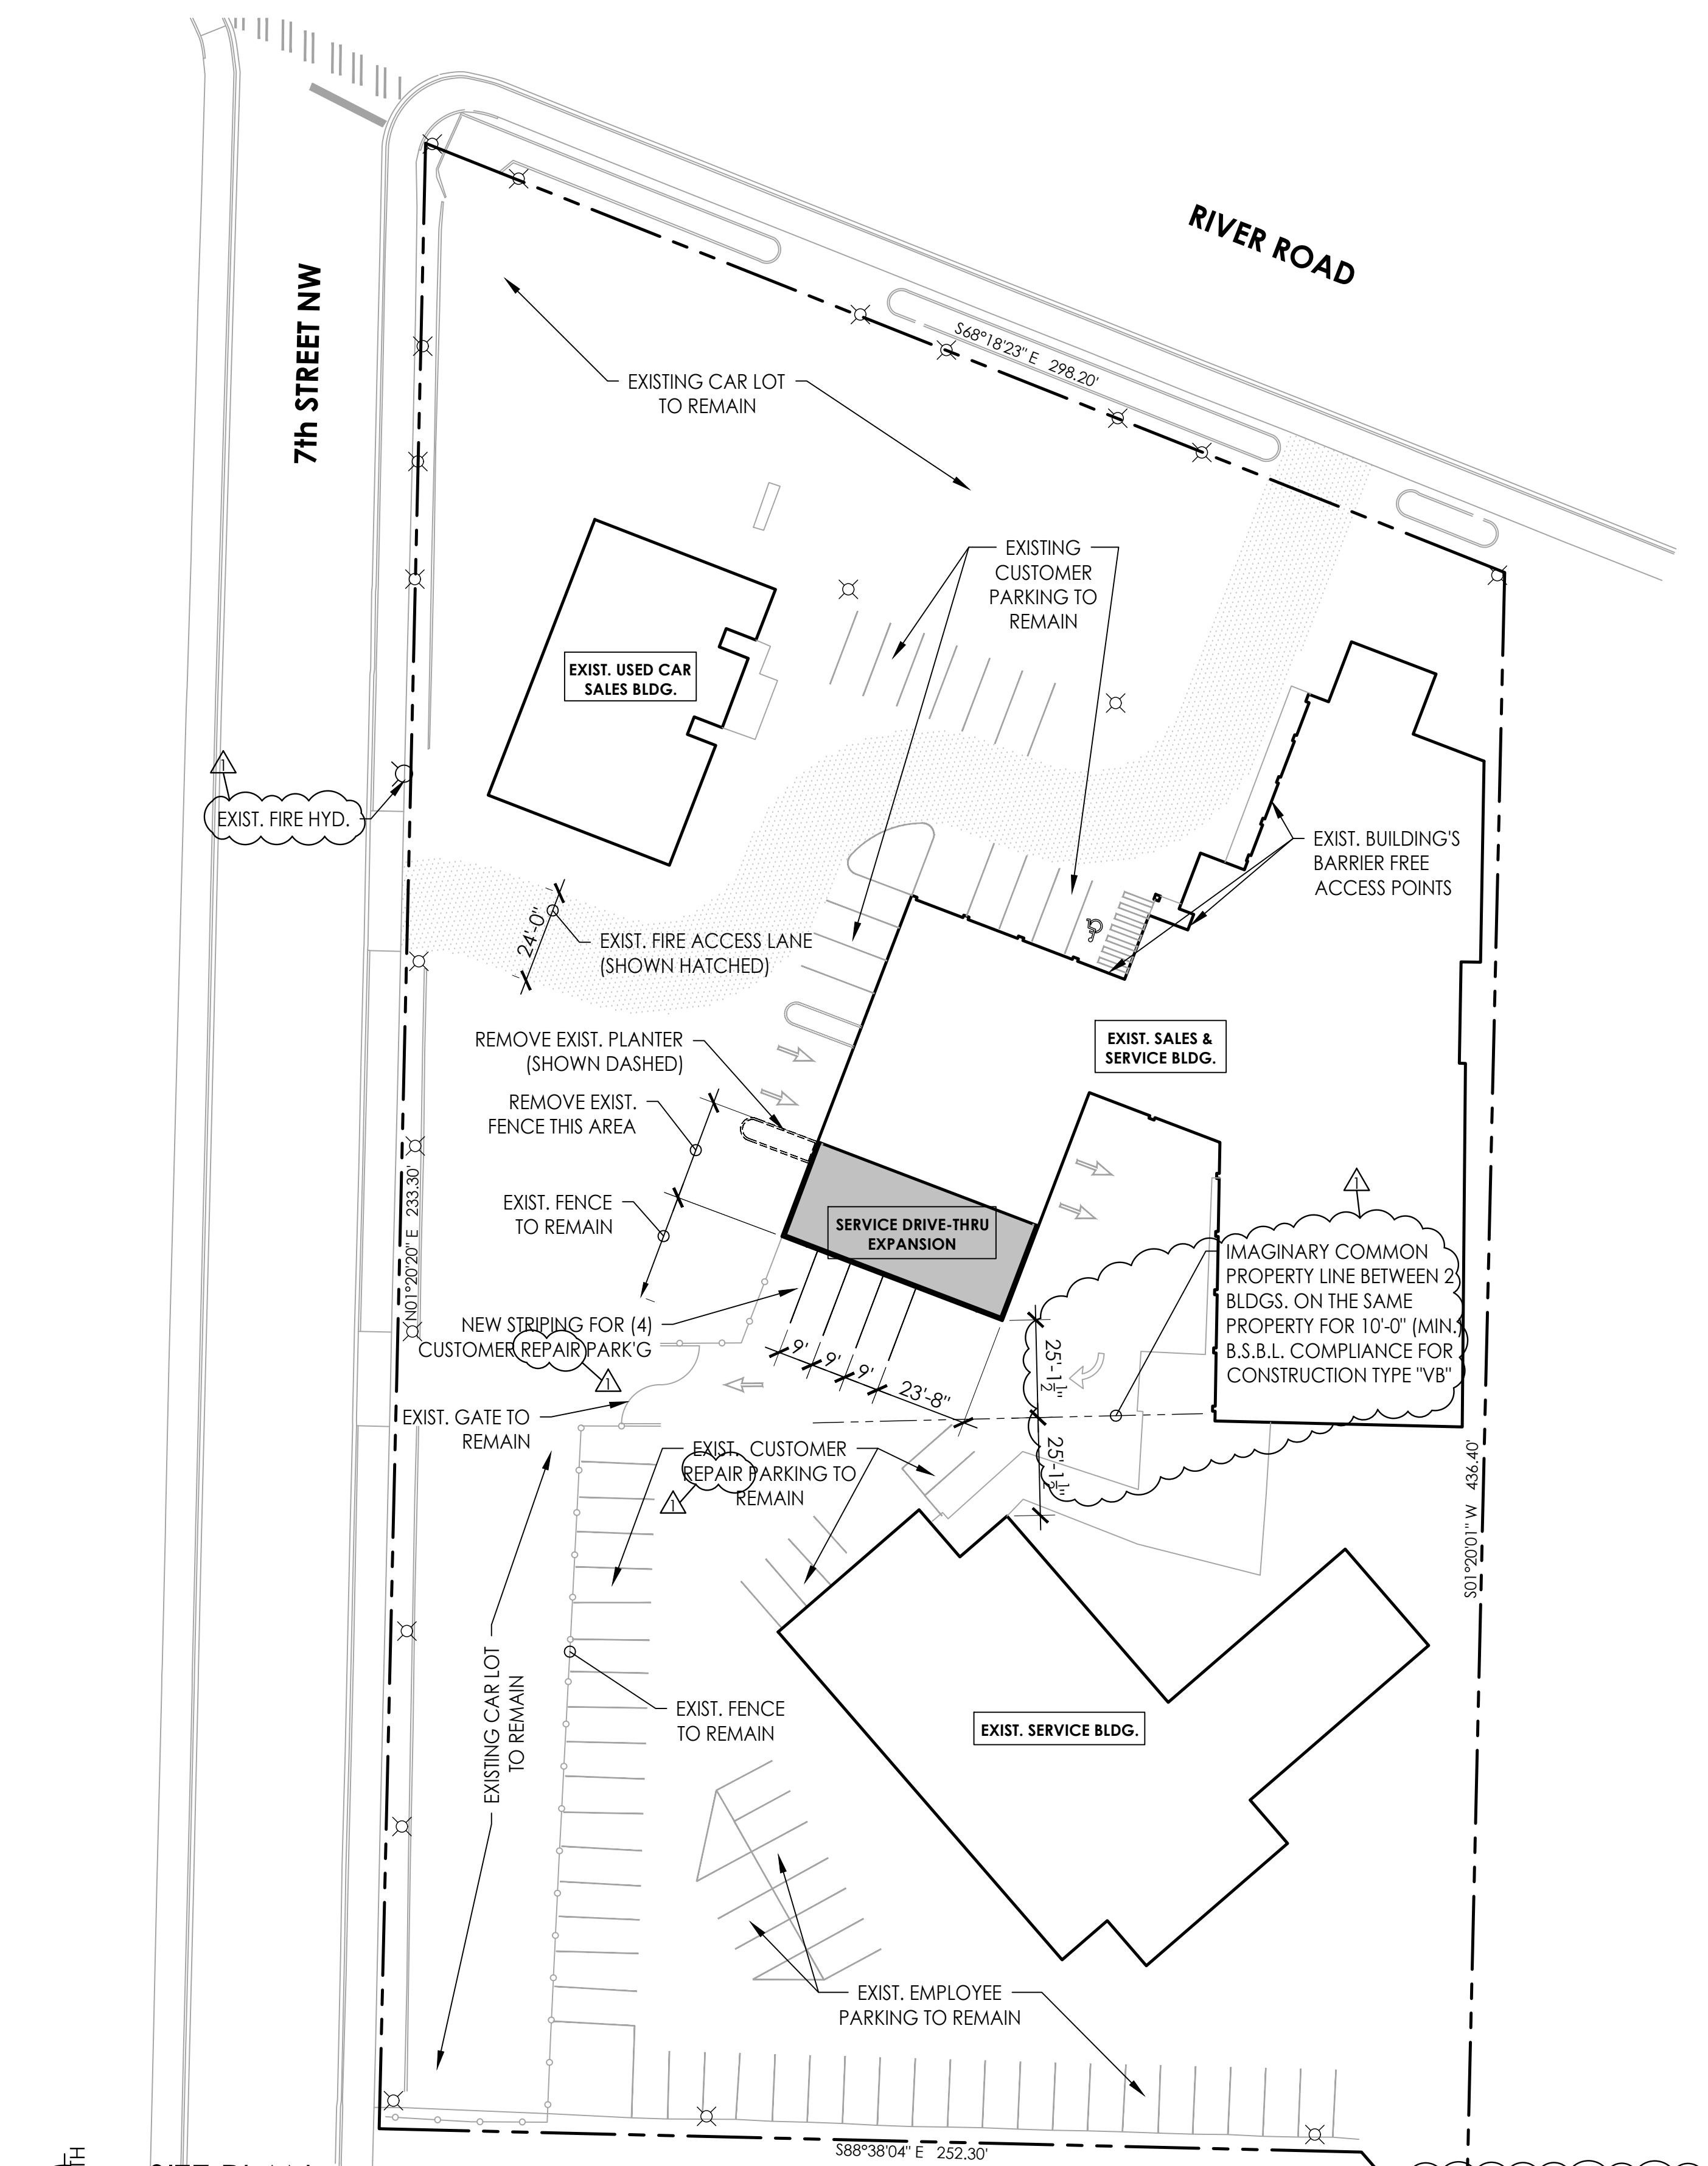 RIVER ROAD
7th STREET NW
S68°18'23" E 298.20'
EXISTING CAR LOT
TO REMAIN
EXISTING
CUSTOMER
PARKING TO
REMAIN
EXIST. USED CAR
SALES BLDG.
1
EXIST. FIRE HYD.
EXIST. BUILDING'S
BARRIER FREE
ACCESS POINTS
24'-0"
EXIST. FIRE ACCESS LANE
(SHOWN HATCHED)
REMOVE EXIST. PLANTER
(SHOWN DASHED)
EXIST. SALES &
SERVICE BLDG.
REMOVE EXIST.
FENCE THIS AREA
EXIST. FENCE
TO REMAIN
N01°20'20" E 233.30'
SERVICE DRIVE-THRU
EXPANSION
1
IMAGINARY COMMON
PROPERTY LINE BETWEEN 2
BLDGS. ON THE SAME
PROPERTY FOR 10'-0" (MIN.)
B.S.B.L. COMPLIANCE FOR
CONSTRUCTION TYPE "VB"
NEW STRIPING FOR (4)
CUSTOMER REPAIR PARK'G
1
9'
9'
9'
23'-8"
25'-1 1/2"
25'-1 1/2"
EXIST. GATE TO
REMAIN
EXIST. CUSTOMER
REPAIR PARKING TO
REMAIN
1
S01°20'01" W 436.40'
EXISTING CAR LOT
TO REMAIN
EXIST. FENCE
TO REMAIN
EXIST. SERVICE BLDG.
EXIST. EMPLOYEE
PARKING TO REMAIN
S88°38'04" E 252.30'